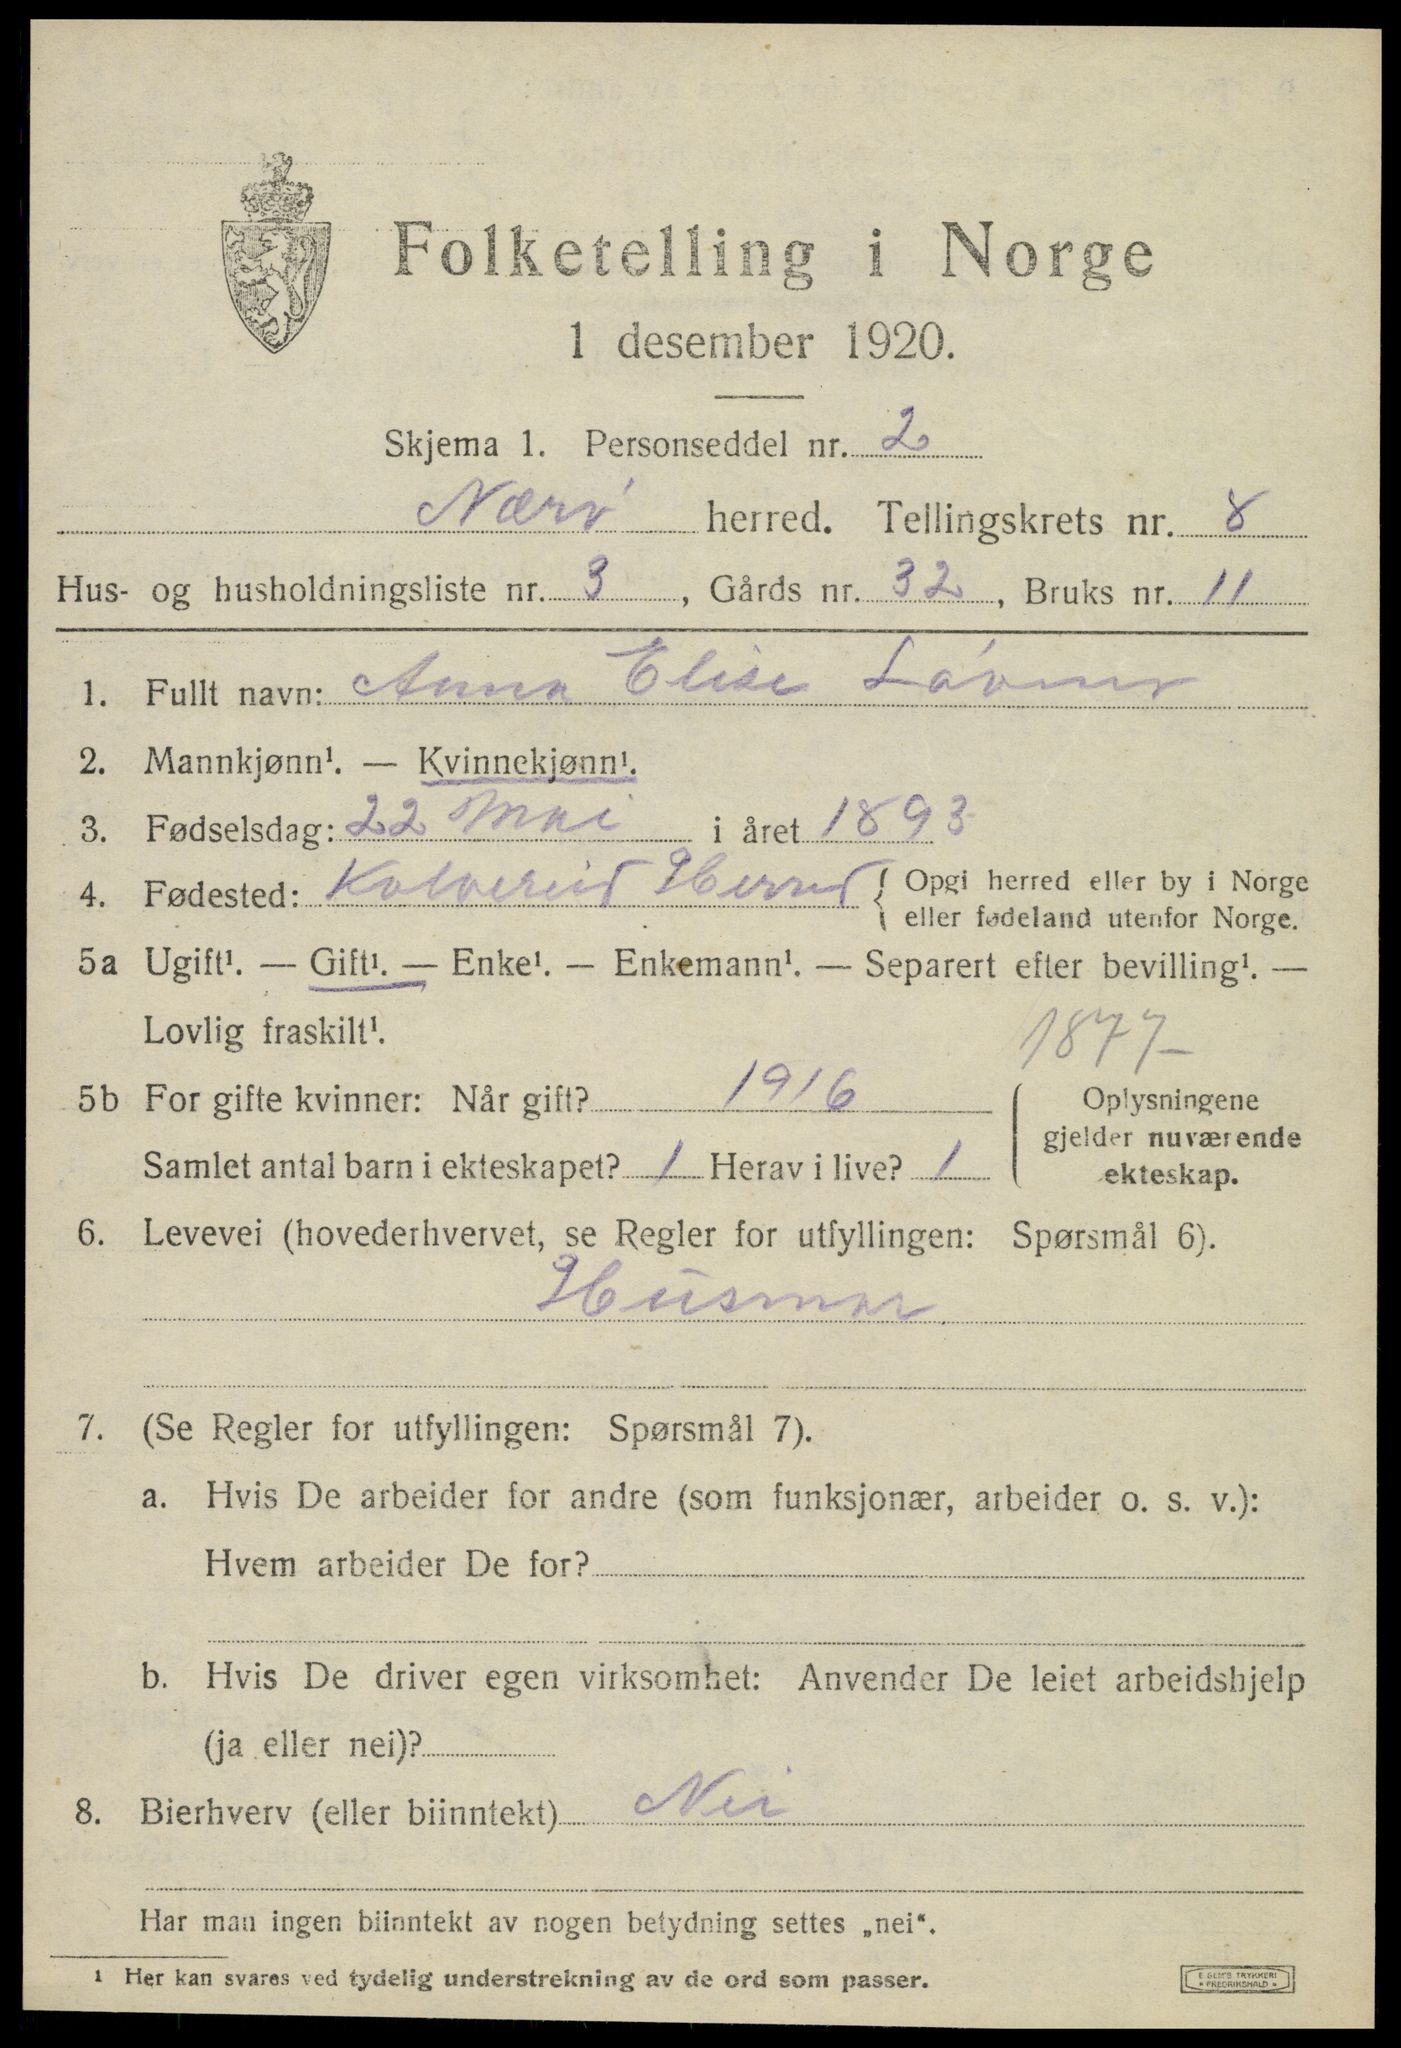 Folketelling i Norge
1 desember 1920.
Skjema 1. Personseddel nr. 2
Nærö herred. Tellingskrets nr. 8
Hus- og husholdningsliste nr. 3, Gårds nr. 32, Bruks nr. 11
1. Fullt navn: Anna Elise
2. Mannkjønn¹. — Kvinnekjønn¹.
3. Fødselsdag: 22 Mai i året 1893
4. Fødested: Kolvereid Herred { Opgi herred eller by i Norge
eller fødeland utenfor Norge.
5a Ugift¹. — Gift¹. — Enke¹. — Enkemann¹. — Separert efter bevilling¹. —
Lovlig fraskilt¹. 1877
5b For gifte kvinner: Når gift? 1916
Samlet antal barn i ekteskapet? 1 Herav i live? 1
Oplysningene
gjelder nuværende
ekteskap.
6. Levevei (hovederhvervet, se Regler for utfyllingen: Spørsmål 6).
Husmor
7. (Se Regler for utfyllingen: Spørsmål 7).
a. Hvis De arbeider for andre (som funksjonær, arbeider o. s. v.):
Hvem arbeider De for?
b. Hvis De driver egen virksomhet: Anvender De leiet arbeidshjelp
(ja eller nei)?
8. Bierhverv (eller biinntekt) Nei
Har man ingen biinntekt av nogen betydning settes „nei“.
1 Her kan svares ved tydelig understrekning av de ord som passer.
E. SEM'S TRYKKERI
FREDRIKSHALD